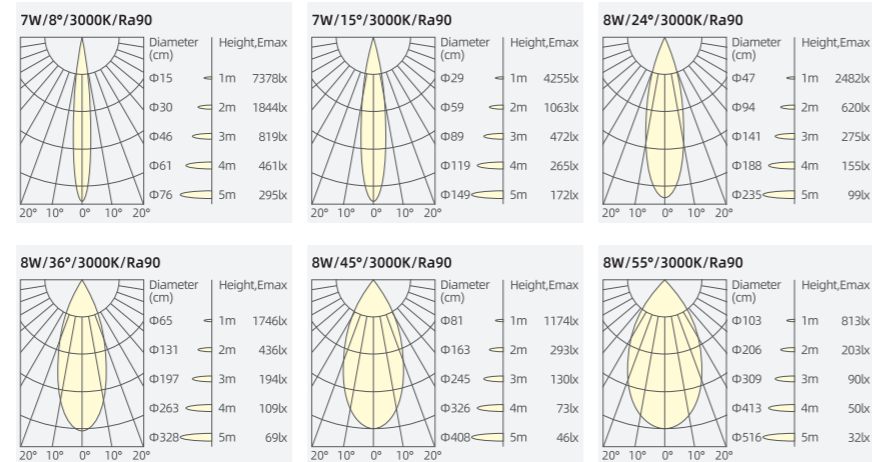 7W/8°/3000K/Ra90
Diameter Height,Emax
(cm)
Φ15 1m 7378lx
Φ30 2m 1844lx
Φ46 3m 819lx
Φ61 4m 461lx
Φ76 5m 295lx
20° 10° 0° 10° 20°
7W/15°/3000K/Ra90
Diameter Height,Emax
(cm)
Φ29 1m 4255lx
Φ59 2m 1063lx
Φ89 3m 472lx
Φ119 4m 265lx
Φ149 5m 172lx
20° 10° 0° 10° 20°
8W/24°/3000K/Ra90
Diameter Height,Emax
(cm)
Φ47 1m 2482lx
Φ94 2m 620lx
Φ141 3m 275lx
Φ188 4m 155lx
Φ235 5m 99lx
20° 10° 0° 10° 20°
8W/36°/3000K/Ra90
Diameter Height,Emax
(cm)
Φ65 1m 1746lx
Φ131 2m 436lx
Φ197 3m 194lx
Φ263 4m 109lx
Φ328 5m 69lx
20° 10° 0° 10° 20°
8W/45°/3000K/Ra90
Diameter Height,Emax
(cm)
Φ81 1m 1174lx
Φ163 2m 293lx
Φ245 3m 130lx
Φ326 4m 73lx
Φ408 5m 46lx
20° 10° 0° 10° 20°
8W/55°/3000K/Ra90
Diameter Height,Emax
(cm)
Φ103 1m 813lx
Φ206 2m 203lx
Φ309 3m 90lx
Φ413 4m 50lx
Φ516 5m 32lx
20° 10° 0° 10° 20°